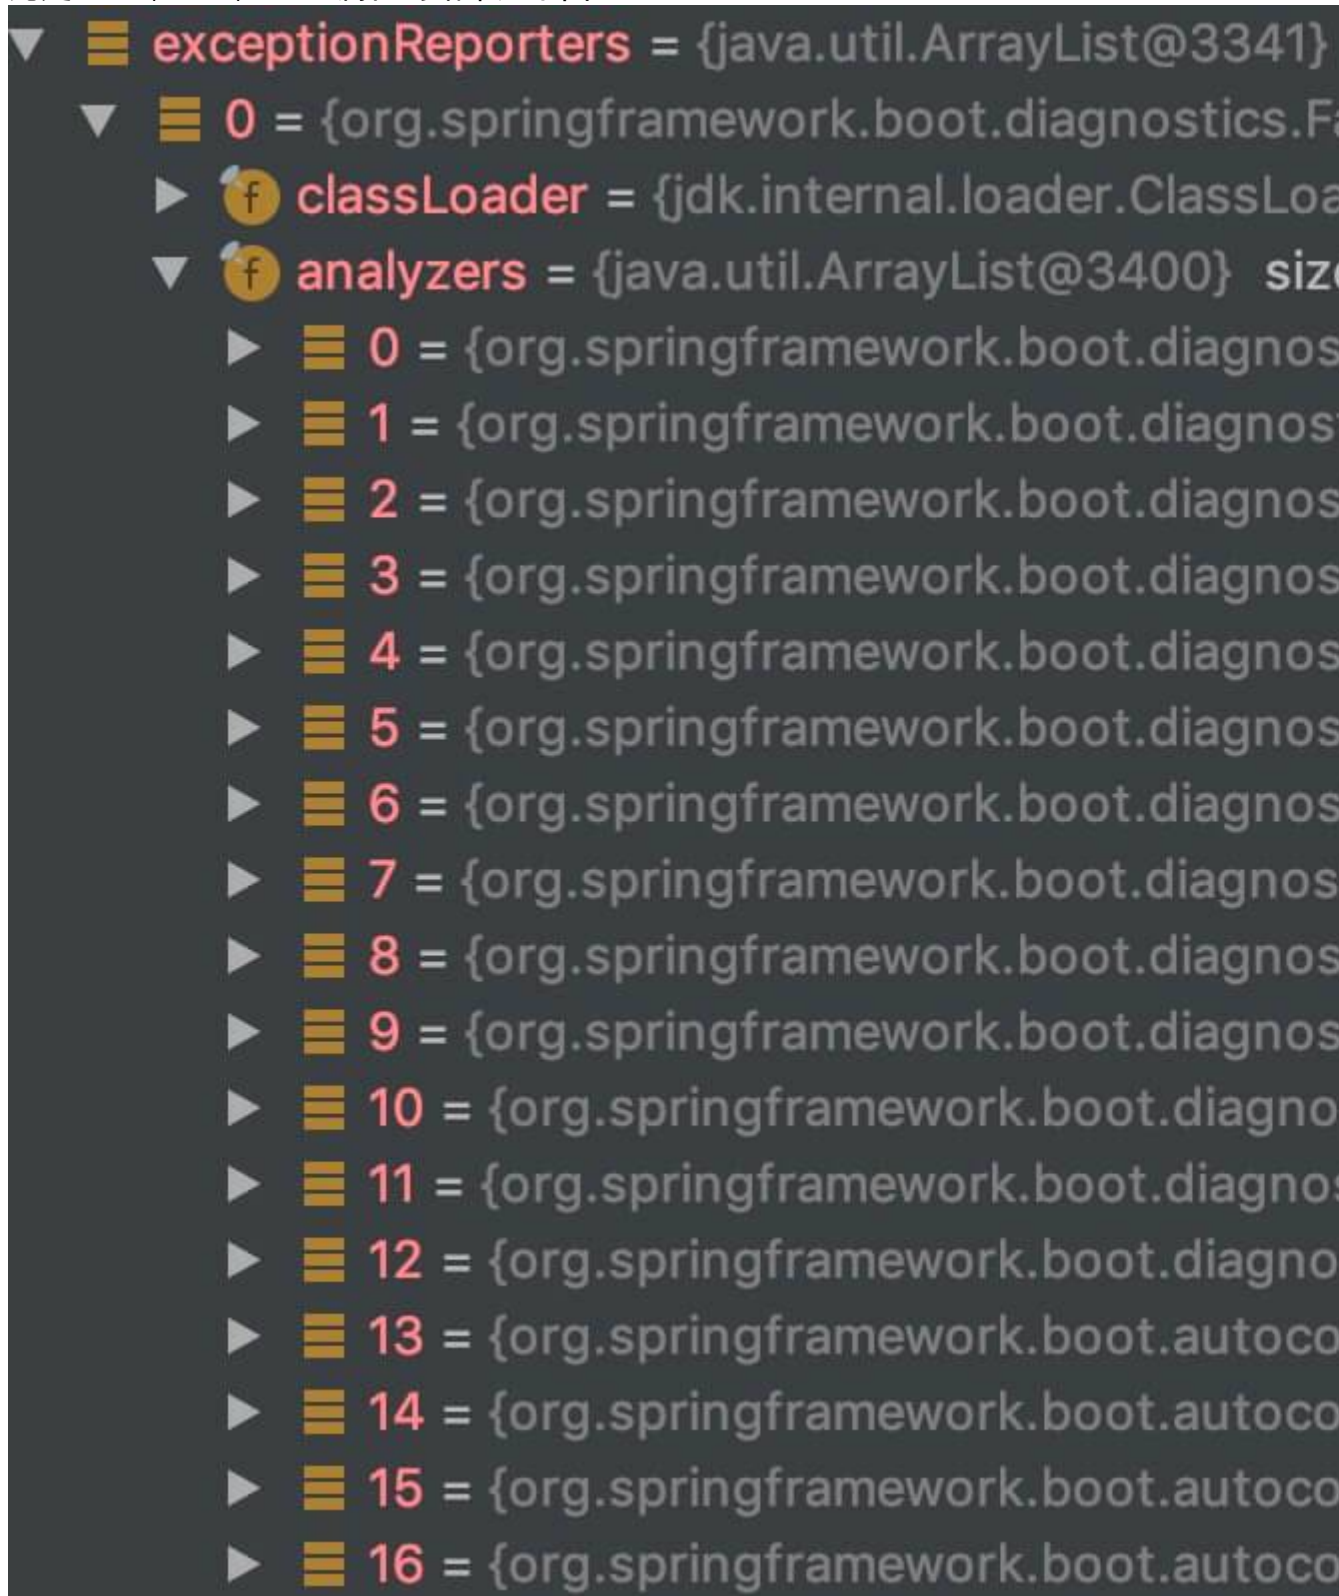 exceptionReporters = {java.util.ArrayList@3341}
0 = {org.springframework.boot.diagnostics.F
classLoader = {jdk.internal.loader.ClassLoa
analyzers = {java.util.ArrayList@3400} size
0 = {org.springframework.boot.diagnos
1 = {org.springframework.boot.diagnos
2 = {org.springframework.boot.diagnos
3 = {org.springframework.boot.diagnos
4 = {org.springframework.boot.diagnos
5 = {org.springframework.boot.diagnos
6 = {org.springframework.boot.diagnos
7 = {org.springframework.boot.diagnos
8 = {org.springframework.boot.diagnos
9 = {org.springframework.boot.diagnos
10 = {org.springframework.boot.diagno
11 = {org.springframework.boot.diagnos
12 = {org.springframework.boot.diagno
13 = {org.springframework.boot.autoco
14 = {org.springframework.boot.autoco
15 = {org.springframework.boot.autoco
16 = {org.springframework.boot.autoco